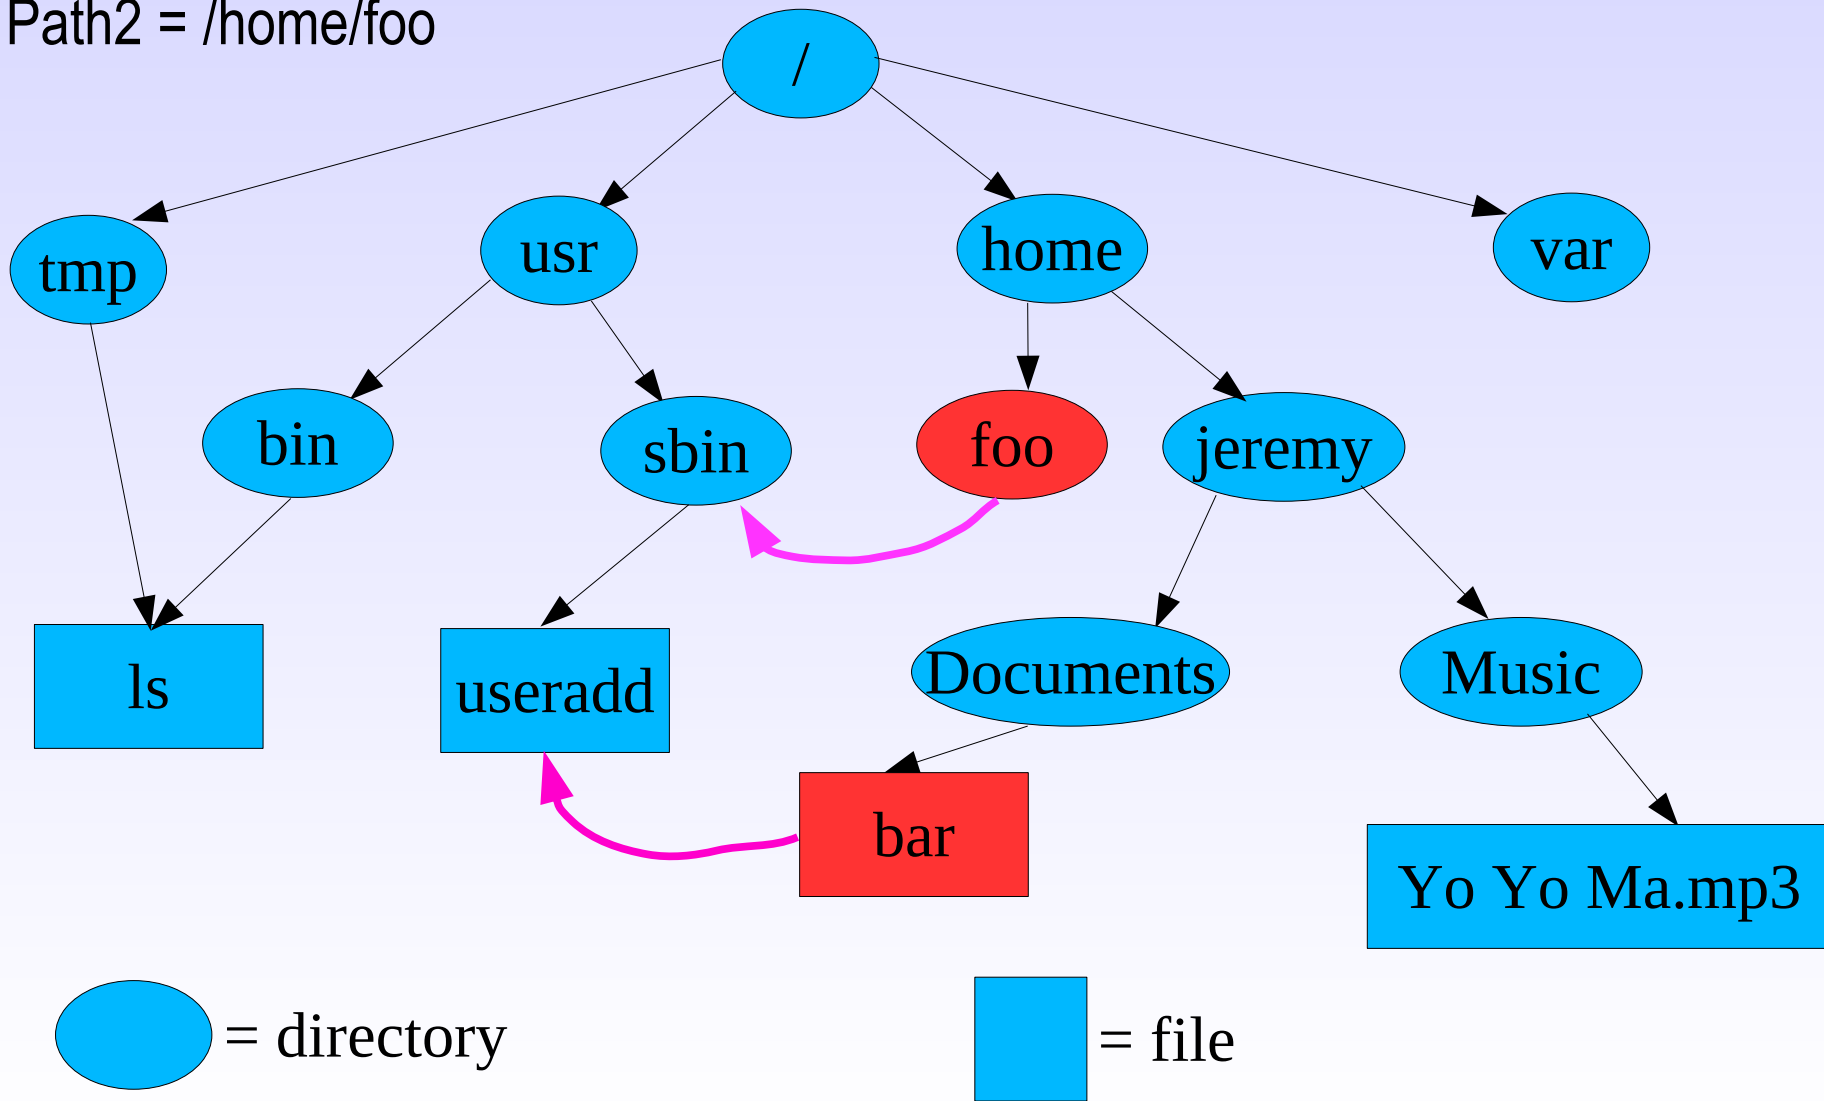 Path2 = /home/foo
/
tmp
usr
home
var
bin
sbin
foo
jeremy
ls
useradd
Documents
Music
bar
Yo Yo Ma.mp3
= directory
= file